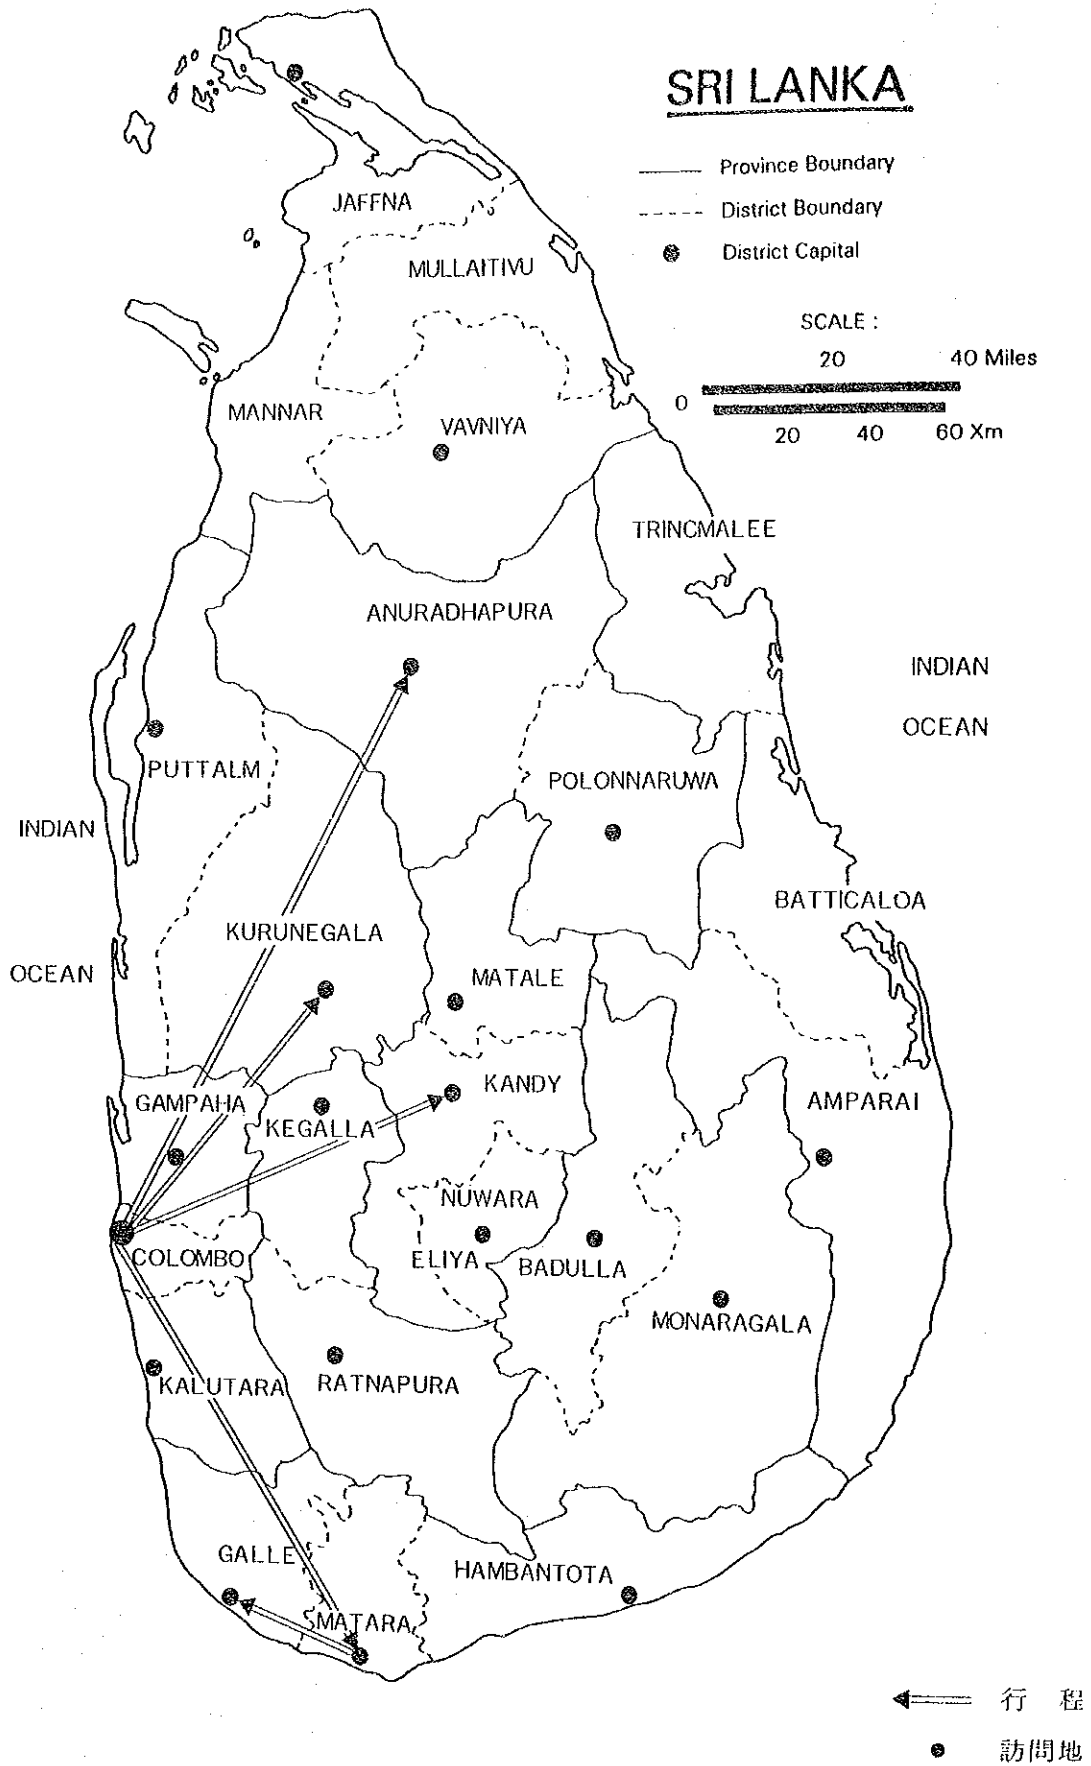 SRI LANKA
Province Boundary
District Boundary
District Capital
SCALE :
20 40 Miles
0
20 40 60 Xm
JAFFNA
MULLAITIVU
MANNAR
VAVNIYA
TRINCMALEE
ANURADHAPURA
INDIAN
OCEAN
PUTTALM
POLONNARUWA
INDIAN
OCEAN
BATTICALOA
KURUNEGALA
MATALE
GAMPAHA
KEGALLA
KANDY
AMPARAI
NUWARA
ELIYA
BADULLA
COLOMBO
MONARAGALA
KALUTARA
RATNAPURA
GALLE
HAMBANTOTA
MATARA
行 程
訪問地